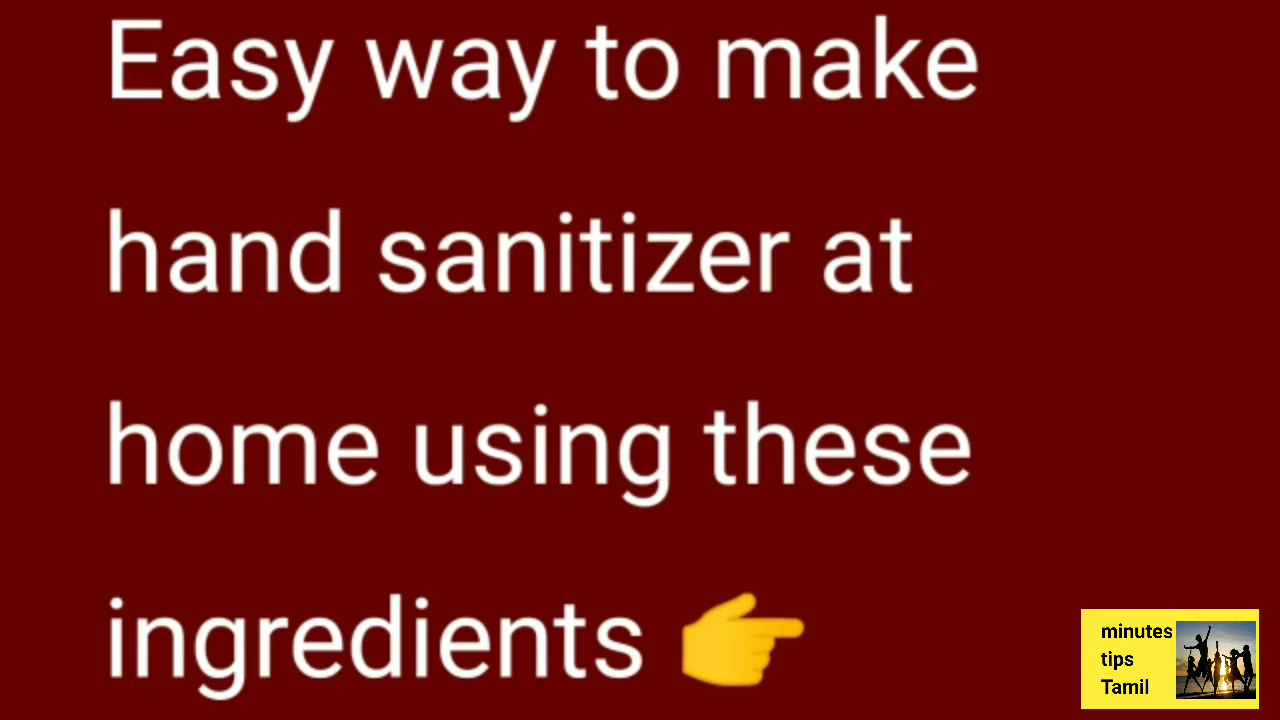 Easy way to make
hand sanitizer at
home using these
ingredients 👉
minutes
tips
Tamil